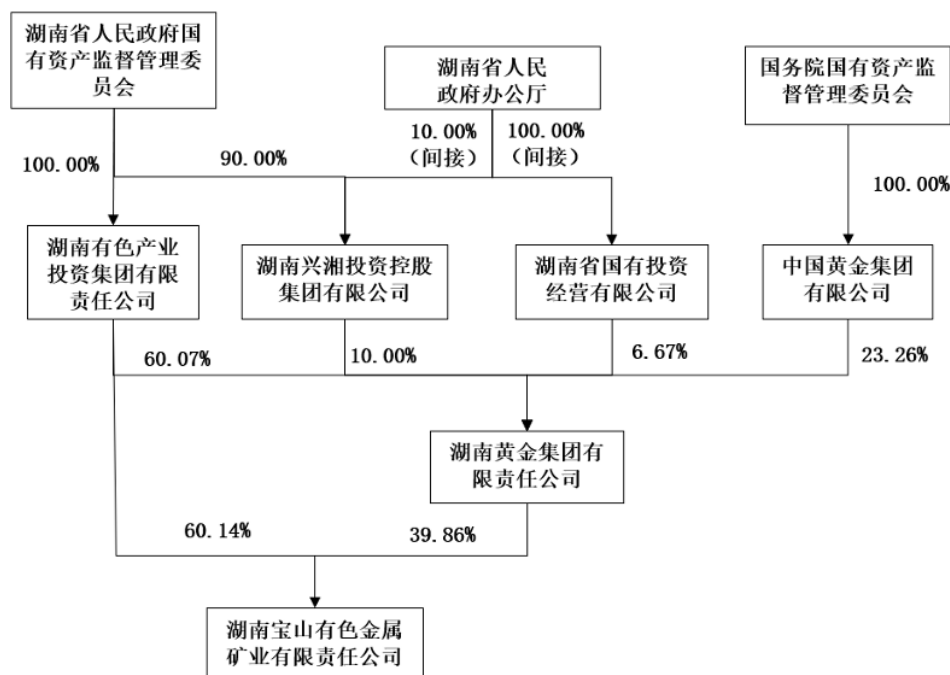 湖南省人民政府国
有资产监督管理委
员会
湖南省人民
政府办公厅
国务院国有资产监
督管理委员会
100.00%
90.00%
10.00%
（间接）
100.00%
（间接）
100.00%
湖南有色产业
投资集团有限
责任公司
湖南兴湘投资控股
集团有限公司
湖南省国有投资
经营有限公司
中国黄金集团
有限公司
60.07%
10.00%
6.67%
23.26%
湖南黄金集团有
限责任公司
60.14%
39.86%
湖南宝山有色金属
矿业有限责任公司